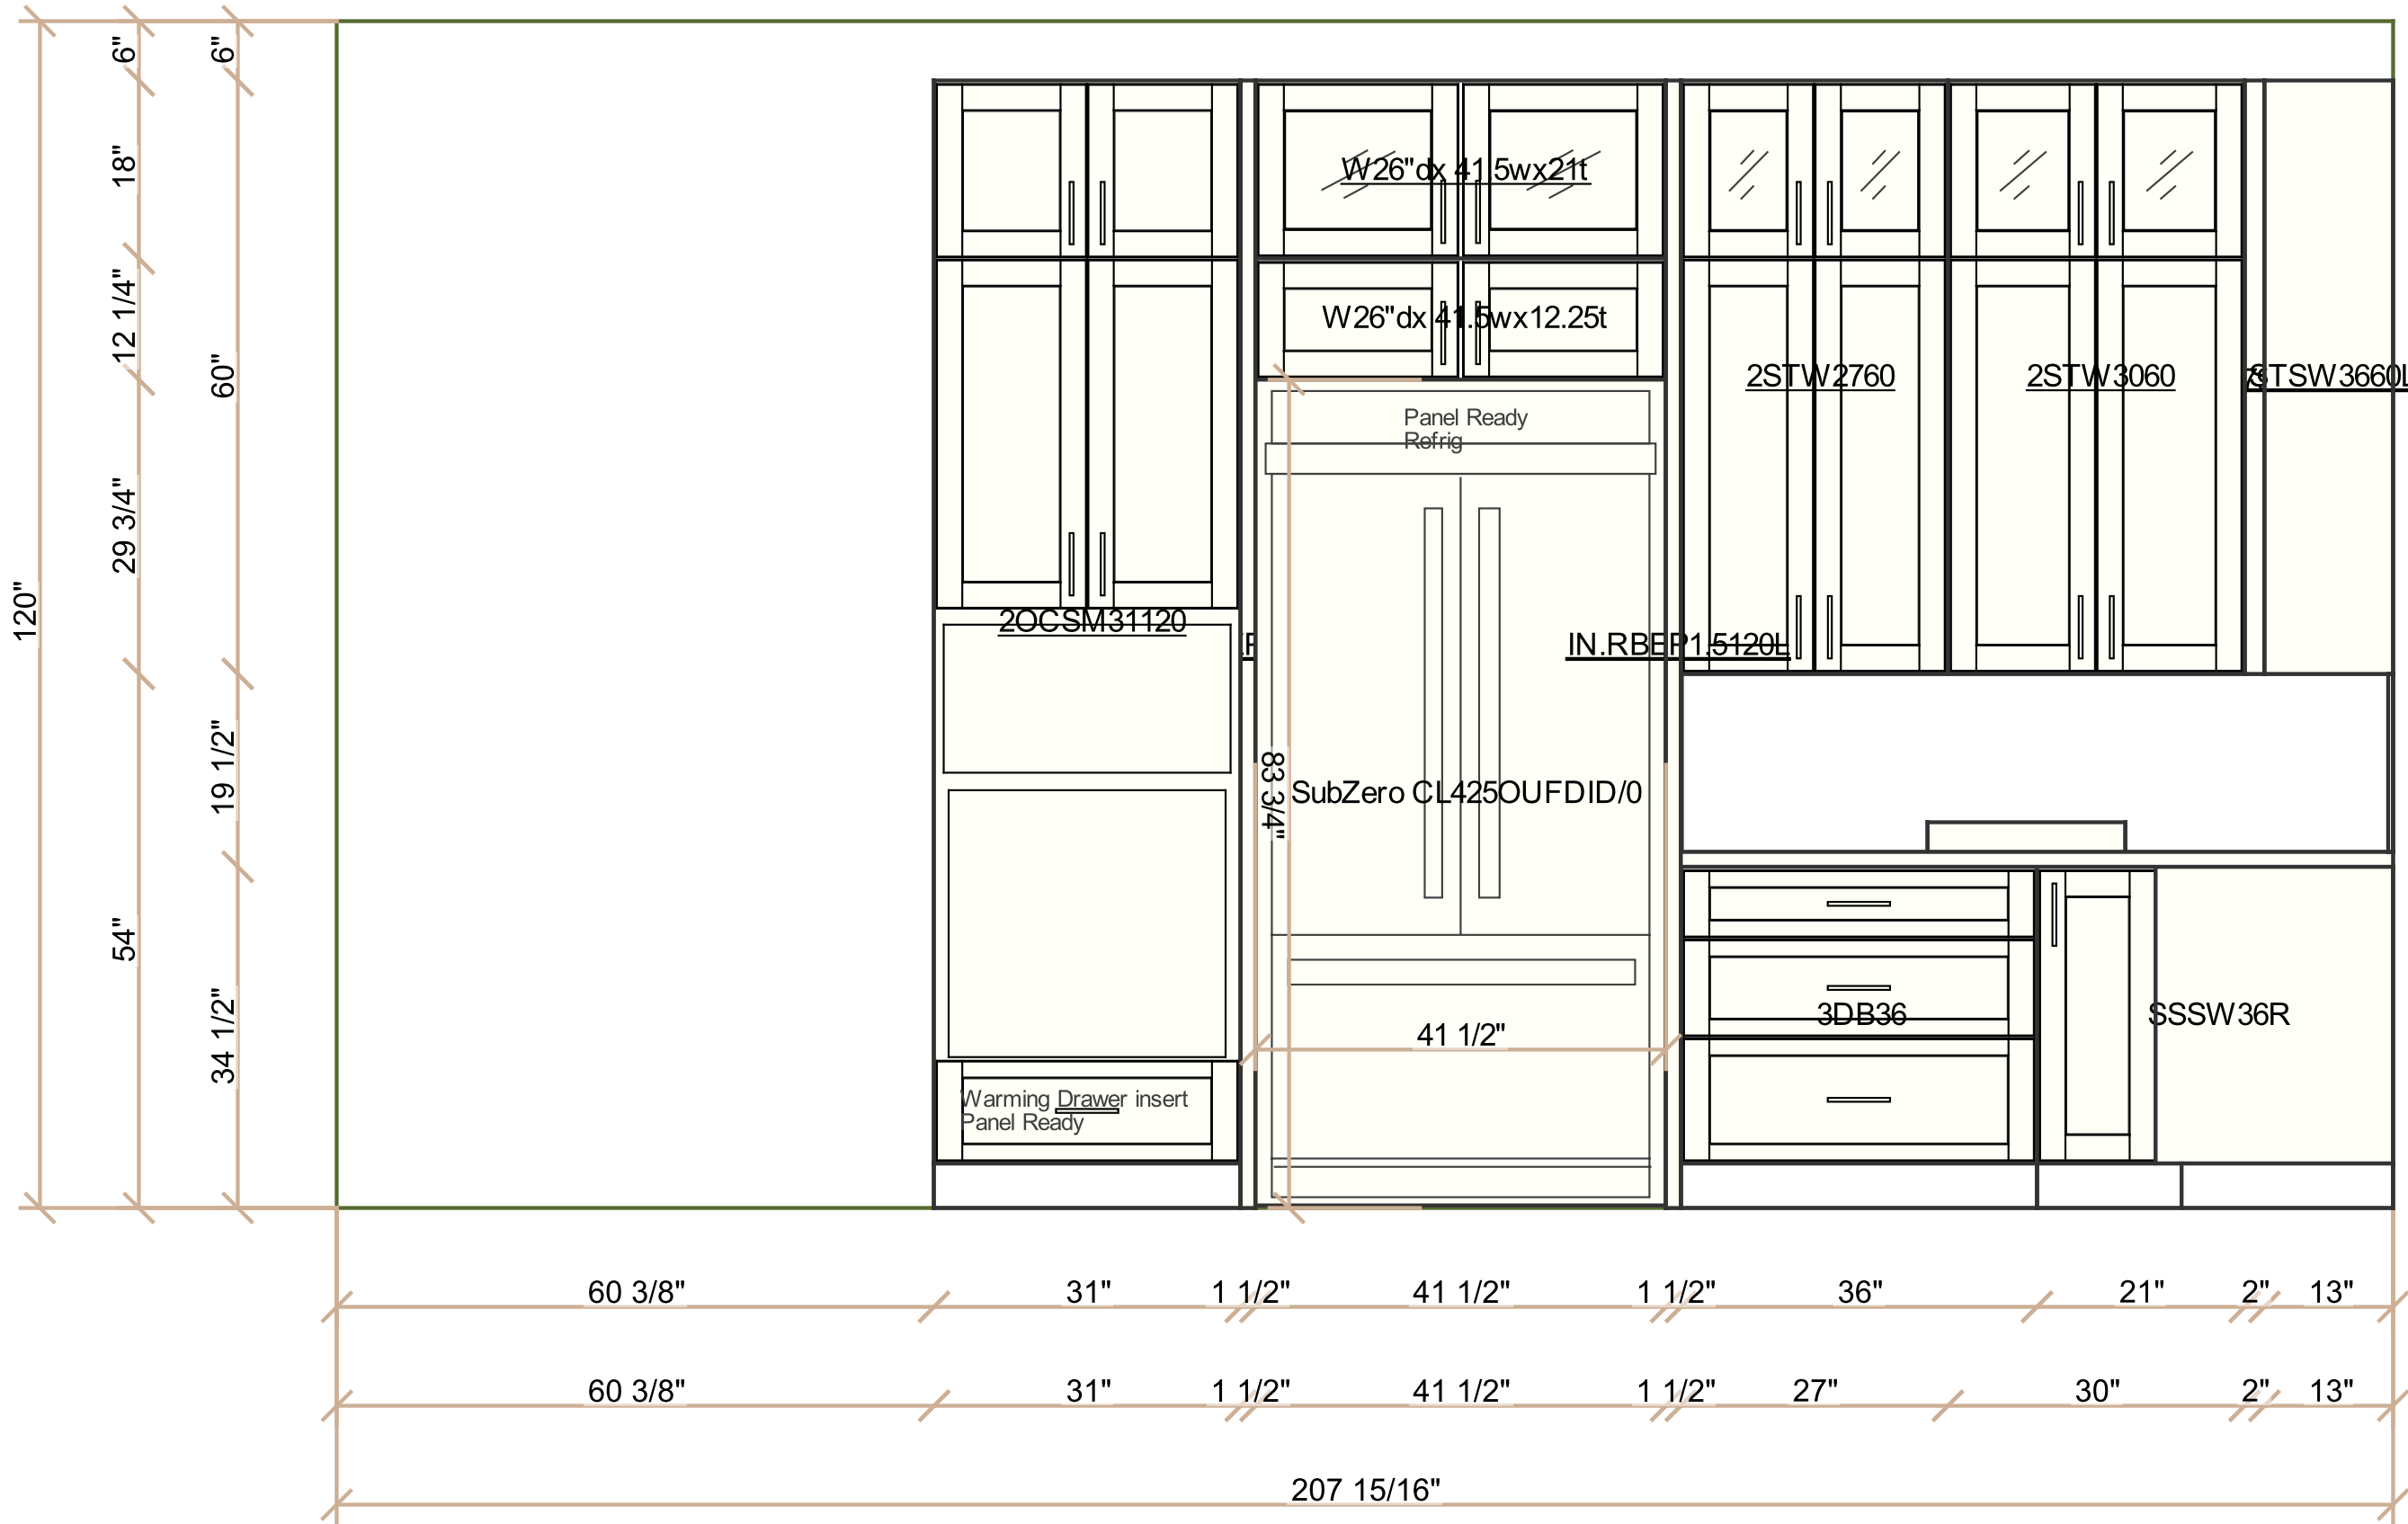 6"
6"
18"
W26"dx 41.5wx21t
12 1/4"
W26"dx 41.5wx12.25t
60"
2STW2760
2STW3060
STSW3660L
Panel Ready
Refrig
29 3/4"
120"
2OCSM31120
IN.RBEP1.5120L
19 1/2"
83 3/4"
SubZero CL425OUFDID/0
54"
34 1/2"
3DB36
SSSW36R
41 1/2"
Warming Drawer insert
Panel Ready
60 3/8" 31" 1 1/2" 41 1/2" 1 1/2" 36" 21" 2" 13"
60 3/8" 31" 1 1/2" 41 1/2" 1 1/2" 27" 30" 2" 13"
207 15/16"